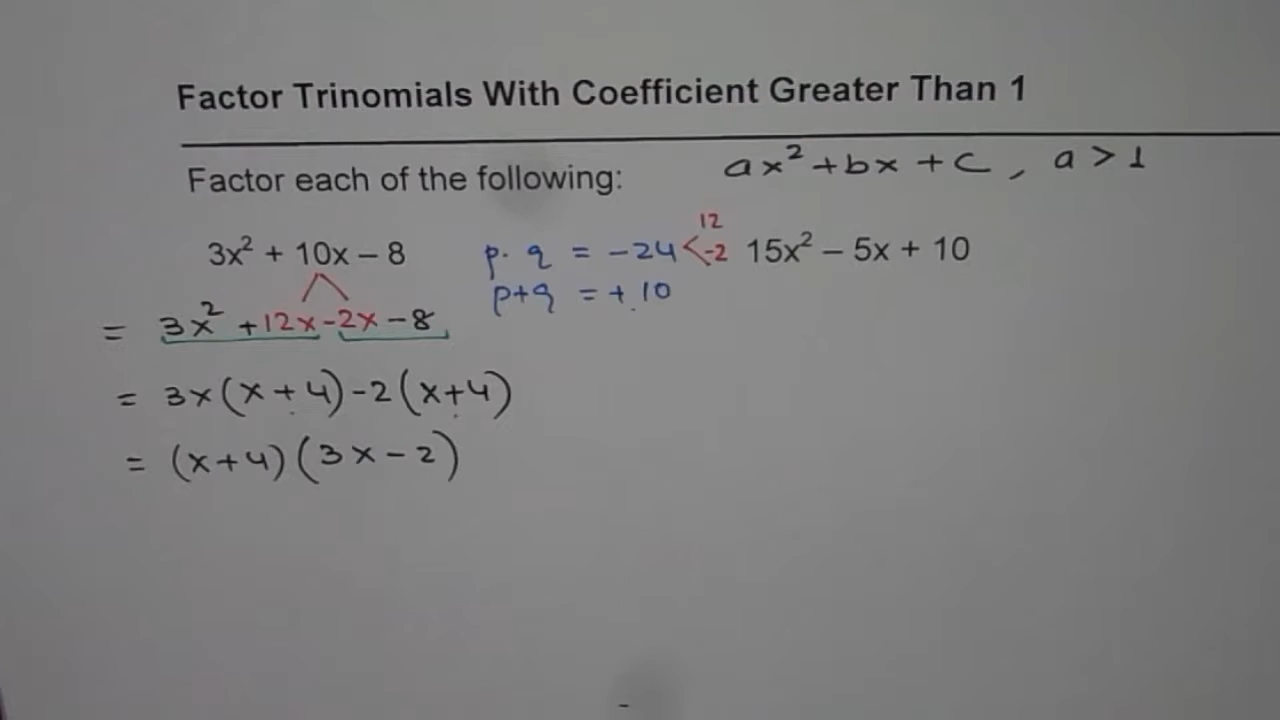 Factor Trinomials With Coefficient Greater Than 1
Factor each of the following:
ax² + bx + c, a > 1
3x² + 10x – 8
p · q = -24 < 12 -2
p+q = +10
= 3x² +12x-2x-8
= 3x(x+4)-2(x+4)
= (x+4)(3x-2)
15x² – 5x + 10